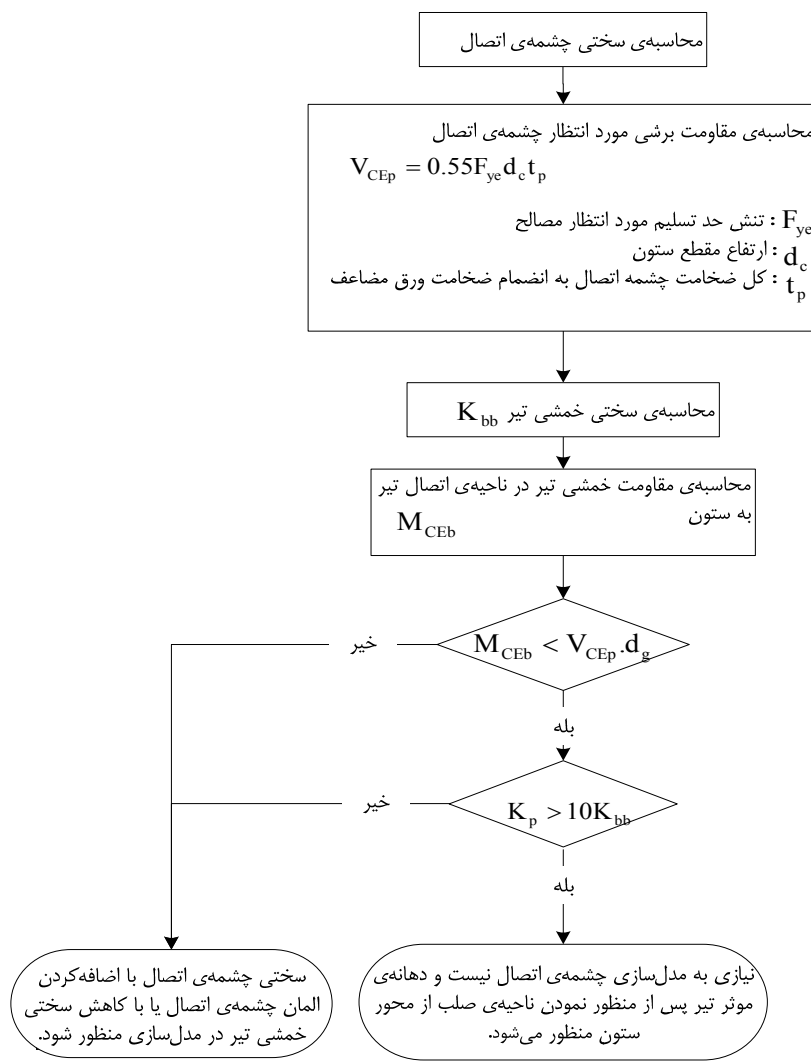 محاسبه‌ی سختی چشمه‌ی اتصال
محاسبه‌ی مقاومت برشی مورد انتظار چشمه‌ی اتصال
V_CEp = 0.55F_ye d_c t_p
F_ye : تنش حد تسلیم مورد انتظار مصالح
d_c : ارتفاع مقطع ستون
t_p : کل ضخامت چشمه اتصال به انضمام ضخامت ورق مضاعف
محاسبه‌ی سختی خمشی تیر K_bb
محاسبه‌ی مقاومت خمشی تیر در ناحیه‌ی اتصال تیر
به ستون M_CEb
M_CEb < V_CEp.d_g
خیر
بله
K_p > 10K_bb
خیر
بله
نیازی به مدل‌سازی چشمه‌ی اتصال نیست و دهانه‌ی
موثر تیر پس از منظور نمودن ناحیه‌ی صلب از محور
ستون منظور می‌شود.
سختی چشمه‌ی اتصال با اضافه‌کردن
المان چشمه‌ی اتصال یا با کاهش سختی
خمشی تیر در مدل‌سازی منظور شود.